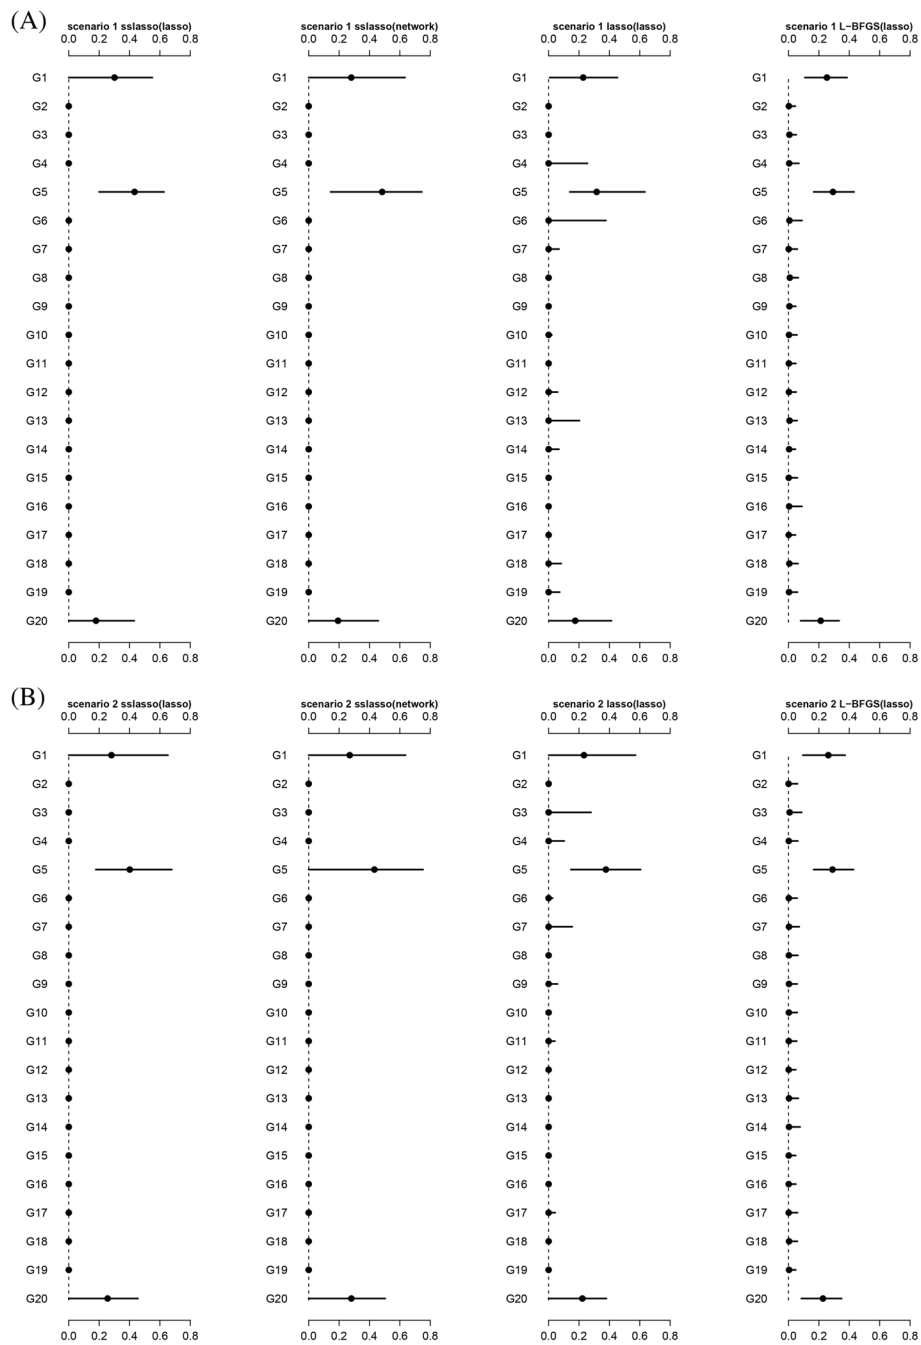 (A)
scenario 1 sslasso(lasso) scenario 1 sslasso(network) scenario 1 lasso(lasso) scenario 1 L−BFGS(lasso)
0.0 0.2 0.4 0.6 0.8 0.0 0.2 0.4 0.6 0.8 0.0 0.2 0.4 0.6 0.8 0.0 0.2 0.4 0.6 0.8
G1 G1 G1 G1
G2 G2 G2 G2
G3 G3 G3 G3
G4 G4 G4 G4
G5 G5 G5 G5
G6 G6 G6 G6
G7 G7 G7 G7
G8 G8 G8 G8
G9 G9 G9 G9
G10 G10 G10 G10
G11 G11 G11 G11
G12 G12 G12 G12
G13 G13 G13 G13
G14 G14 G14 G14
G15 G15 G15 G15
G16 G16 G16 G16
G17 G17 G17 G17
G18 G18 G18 G18
G19 G19 G19 G19
G20 G20 G20 G20
0.0 0.2 0.4 0.6 0.8 0.0 0.2 0.4 0.6 0.8 0.0 0.2 0.4 0.6 0.8 0.0 0.2 0.4 0.6 0.8
(B)
scenario 2 sslasso(lasso) scenario 2 sslasso(network) scenario 2 lasso(lasso) scenario 2 L−BFGS(lasso)
0.0 0.2 0.4 0.6 0.8 0.0 0.2 0.4 0.6 0.8 0.0 0.2 0.4 0.6 0.8 0.0 0.2 0.4 0.6 0.8
G1 G1 G1 G1
G2 G2 G2 G2
G3 G3 G3 G3
G4 G4 G4 G4
G5 G5 G5 G5
G6 G6 G6 G6
G7 G7 G7 G7
G8 G8 G8 G8
G9 G9 G9 G9
G10 G10 G10 G10
G11 G11 G11 G11
G12 G12 G12 G12
G13 G13 G13 G13
G14 G14 G14 G14
G15 G15 G15 G15
G16 G16 G16 G16
G17 G17 G17 G17
G18 G18 G18 G18
G19 G19 G19 G19
G20 G20 G20 G20
0.0 0.2 0.4 0.6 0.8 0.0 0.2 0.4 0.6 0.8 0.0 0.2 0.4 0.6 0.8 0.0 0.2 0.4 0.6 0.8